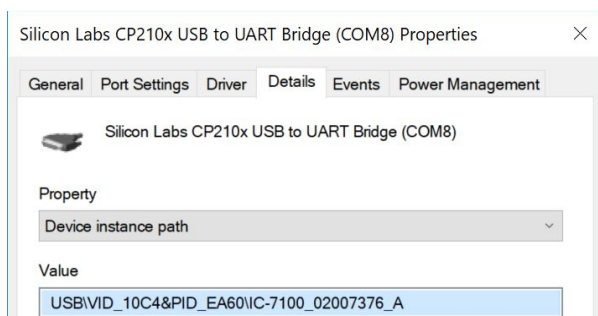 Silicon Labs CP210x USB to UART Bridge (COM8) Properties
General Port Settings Driver Details Events Power Management
Silicon Labs CP210x USB to UART Bridge (COM8)
Property
Device instance path
Value
USB\VID_10C4&PID_EA60\IC-7100_02007376_A